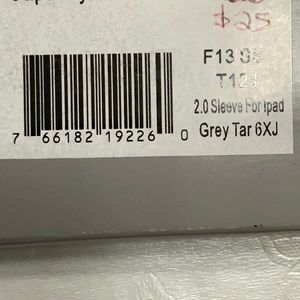 $25
F13
2.0 Sleeve For Ipad
7 66182 19226 0
Grey Tar 6XJ